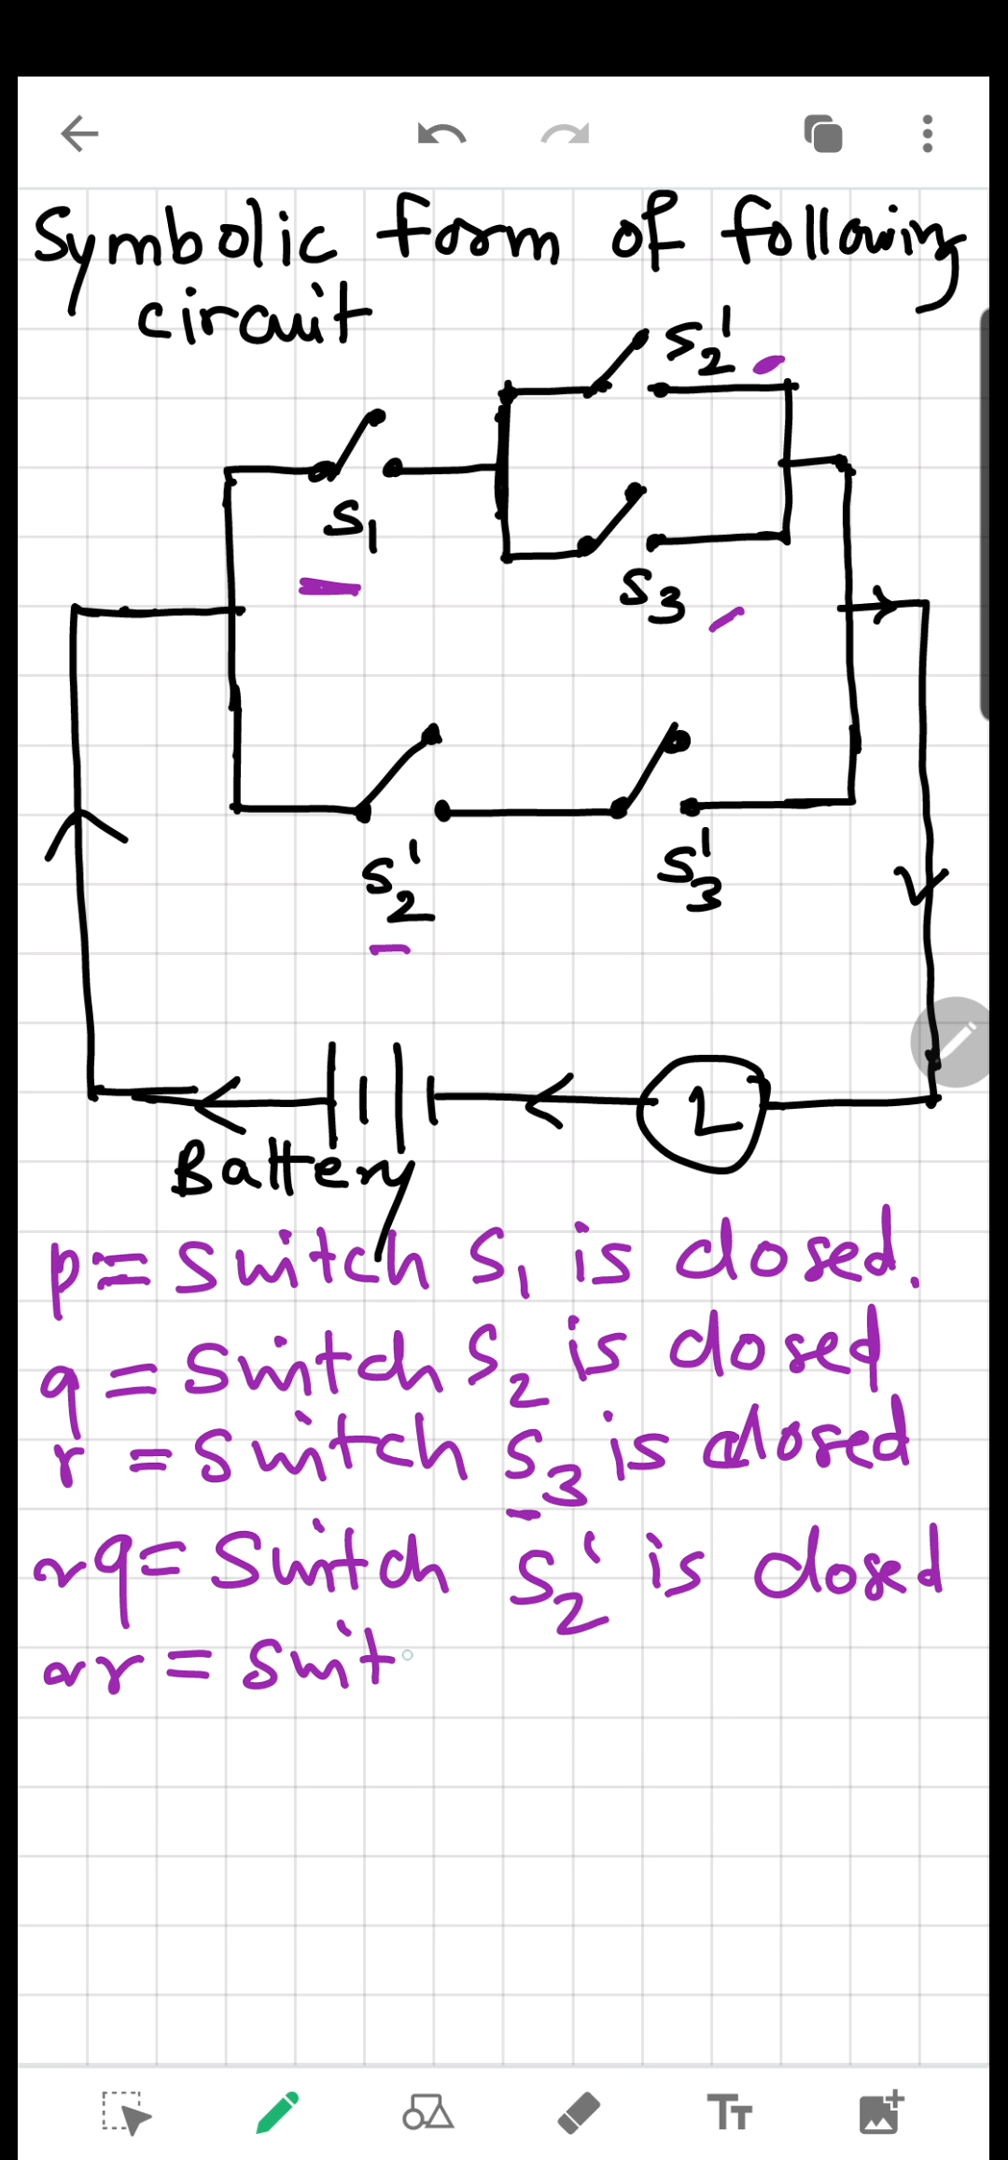 Symbolic form of following
circuit
S₂'
S₁
S₃
S₂'
S₃'
L
Battery
p = switch S₁ is closed.
q = switch S₂ is closed
r = switch S₃ is closed
~q = Switch S₂' is closed
~r = swit
Tт